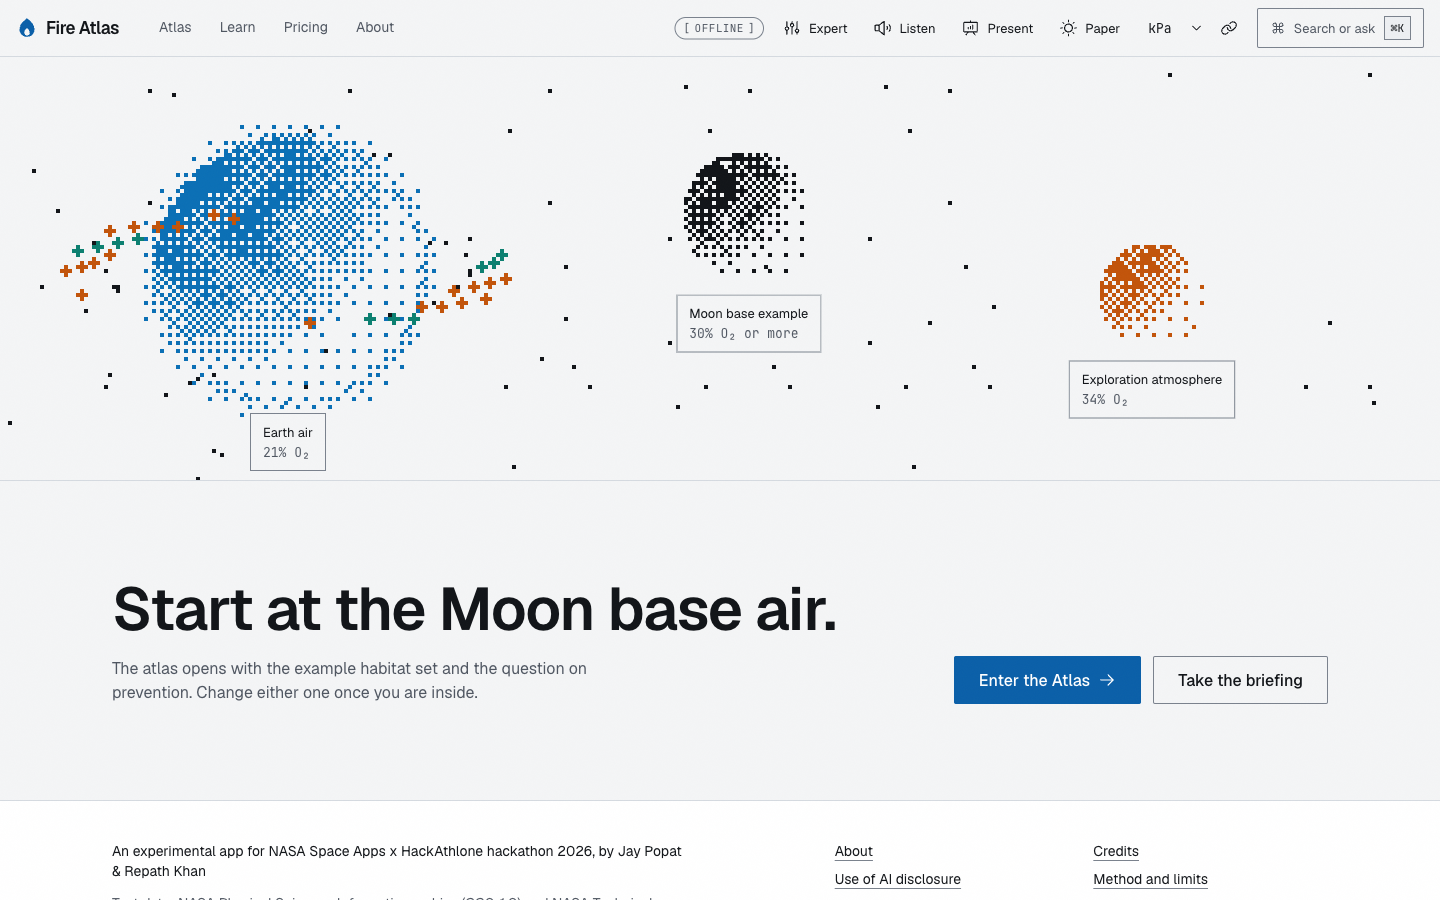 Fire Atlas
Atlas
Learn
Pricing
About
[ OFFLINE ]
Expert
Listen
Present
Paper
kPa
⌘ Search or ask ⌘K
Moon base example
30% O₂ or more
Exploration atmosphere
34% O₂
Earth air
21% O₂
Start at the Moon base air.
The atlas opens with the example habitat set and the question on
prevention. Change either one once you are inside.
Enter the Atlas →
Take the briefing
An experimental app for NASA Space Apps x HackAthlone hackathon 2026, by Jay Popat
& Repath Khan
About
Credits
Use of AI disclosure
Method and limits